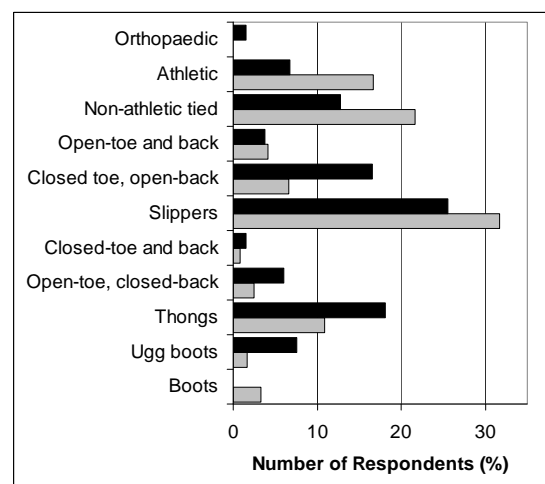 Orthopaedic
Athletic
Non-athletic tied
Open-toe and back
Closed toe, open-back
Slippers
Closed-toe and back
Open-toe, closed-back
Thongs
Ugg boots
Boots
0 10 20 30
Number of Respondents (%)